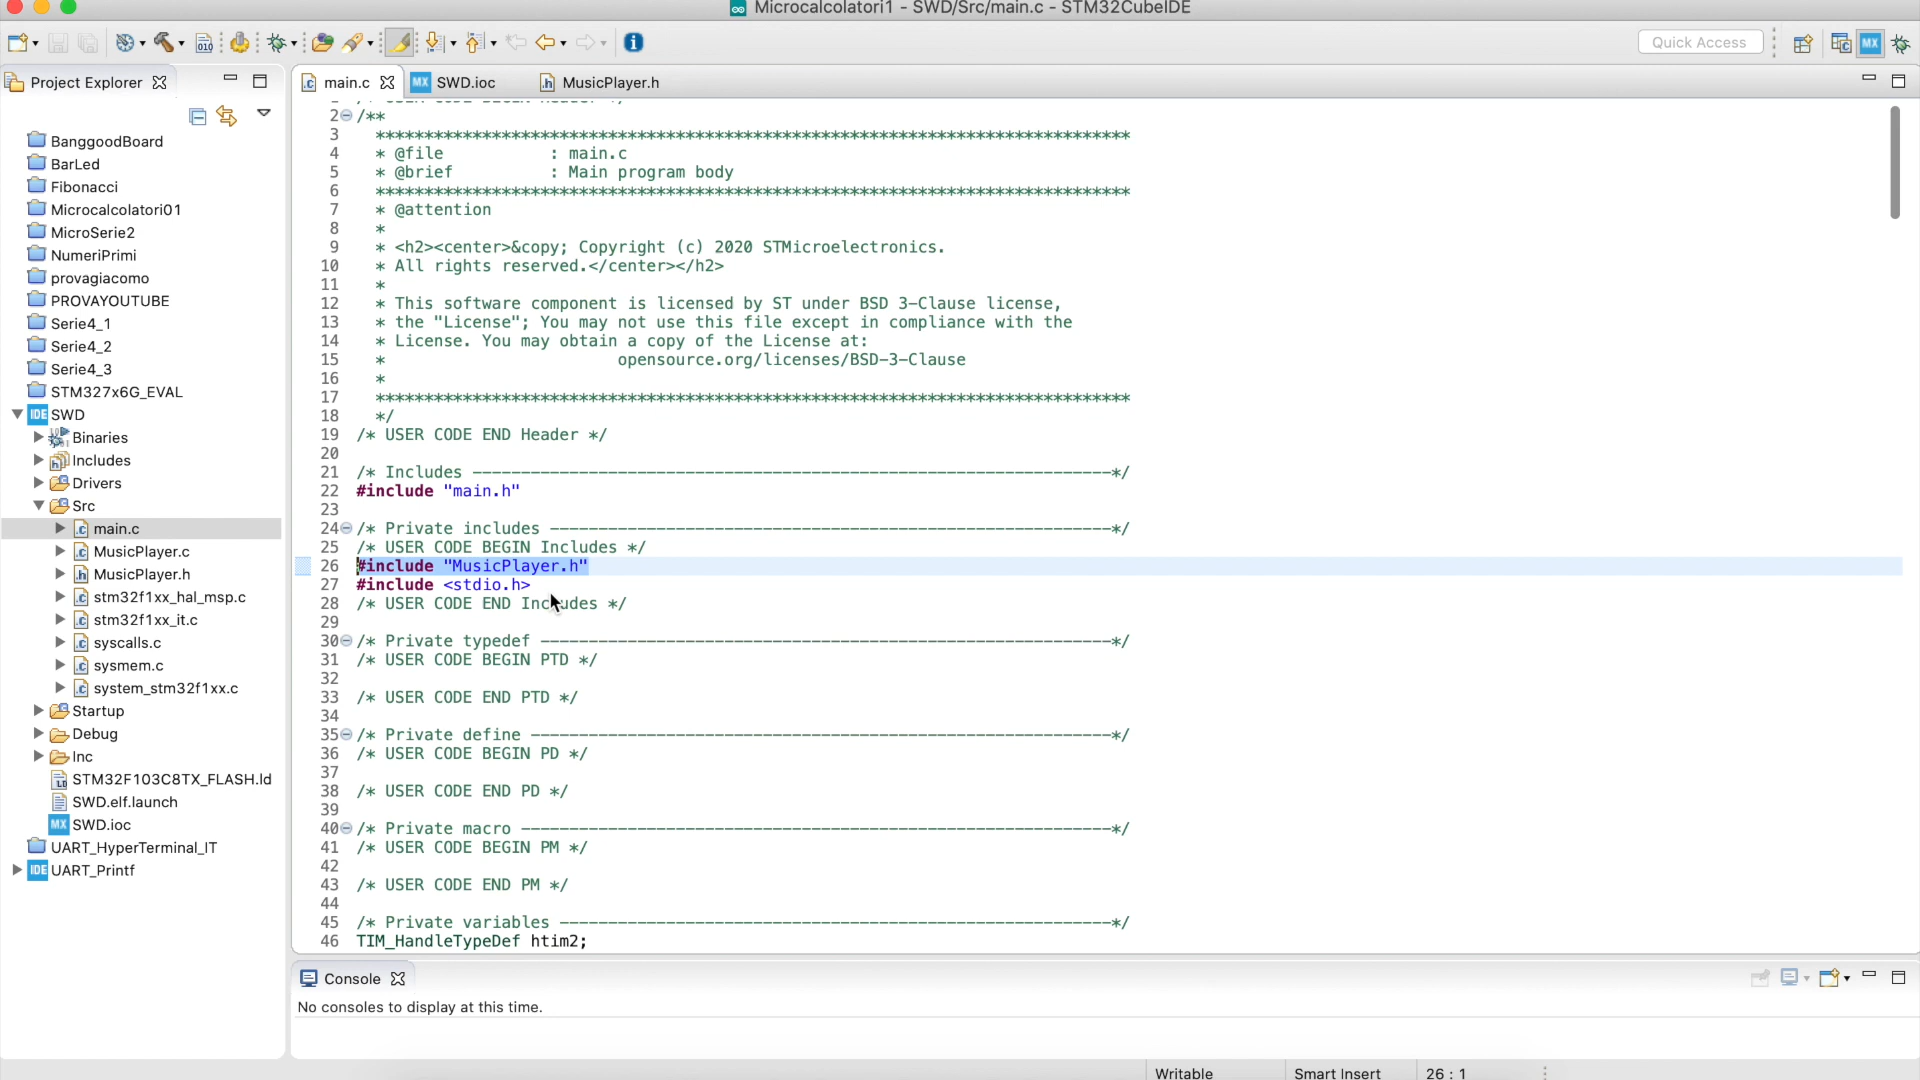 Microcalcolatori1 - SWD/Src/main.c - STM32CubeIDE
010
Quick Access
MX
Project Explorer
main.c
MX SWD.ioc
MusicPlayer.h
BanggoodBoard
BarLed
Fibonacci
Microcalcolatori01
MicroSerie2
NumeriPrimi
provagiacomo
PROVAYOUTUBE
Serie4_1
Serie4_2
Serie4_3
STM327x6G_EVAL
IDE SWD
Binaries
Includes
Drivers
Src
main.c
MusicPlayer.c
MusicPlayer.h
stm32f1xx_hal_msp.c
stm32f1xx_it.c
syscalls.c
sysmem.c
system_stm32f1xx.c
Startup
Debug
Inc
STM32F103C8TX_FLASH.ld
SWD.elf.launch
MX SWD.ioc
UART_HyperTerminal_IT
IDE UART_Printf
2 /**
3 ******************************************************************************
4 * @file : main.c
5 * @brief : Main program body
6 ******************************************************************************
7 * @attention
8 *
9 * <h2><center>&copy; Copyright (c) 2020 STMicroelectronics.
10 * All rights reserved.</center></h2>
11 *
12 * This software component is licensed by ST under BSD 3-Clause license,
13 * the "License"; You may not use this file except in compliance with the
14 * License. You may obtain a copy of the License at:
15 * opensource.org/licenses/BSD-3-Clause
16 *
17 ******************************************************************************
18 */
19 /* USER CODE END Header */
20
21 /* Includes ------------------------------------------------------------------*/
22 #include "main.h"
23
24 /* Private includes ----------------------------------------------------------*/
25 /* USER CODE BEGIN Includes */
26 #include "MusicPlayer.h"
27 #include <stdio.h>
28 /* USER CODE END Includes */
29
30 /* Private typedef -----------------------------------------------------------*/
31 /* USER CODE BEGIN PTD */
32
33 /* USER CODE END PTD */
34
35 /* Private define ------------------------------------------------------------*/
36 /* USER CODE BEGIN PD */
37
38 /* USER CODE END PD */
39
40 /* Private macro -------------------------------------------------------------*/
41 /* USER CODE BEGIN PM */
42
43 /* USER CODE END PM */
44
45 /* Private variables ---------------------------------------------------------*/
46 TIM_HandleTypeDef htim2;
Console
No consoles to display at this time.
Writable
Smart Insert
26 : 1